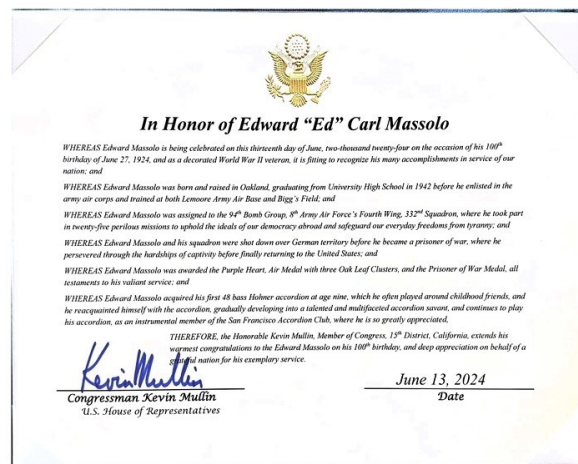 In Honor of Edward “Ed” Carl Massolo
WHEREAS Edward Massolo is being celebrated on this thirteenth day of June, two-thousand twenty-four on the occasion of his 100th
birthday of June 27, 1924, and as a decorated World War II veteran, it is fitting to recognize his many accomplishments in service of our
nation; and
WHEREAS Edward Massolo was born and raised in Oakland, graduating from University High School in 1942 before he enlisted in the
army air corps and trained at both Lemoore Army Air Base and Bigg's Field; and
WHEREAS Edward Massolo was assigned to the 94th Bomb Group, 8th Army Air Force's Fourth Wing, 332nd Squadron, where he took part
in twenty-five perilous missions to uphold the ideals of our democracy abroad and safeguard our everyday freedoms from tyranny; and
WHEREAS Edward Massolo and his squadron were shot down over German territory before he became a prisoner of war, where he
persevered through the hardships of captivity before finally returning to the United States; and
WHEREAS Edward Massolo was awarded the Purple Heart, Air Medal with three Oak Leaf Clusters, and the Prisoner of War Medal, all
testaments to his valiant service; and
WHEREAS Edward Massolo acquired his first 48 bass Hohner accordion at age nine, which he often played around childhood friends, and
he reacquainted himself with the accordion, gradually developing into a talented and multifaceted accordion savant, and continues to play
his accordion, as an instrumental member of the San Francisco Accordion Club, where he is so greatly appreciated,
THEREFORE, the Honorable Kevin Mullin, Member of Congress, 15th District, California, extends his
warmest congratulations to the Edward Massolo on his 100th birthday, and deep appreciation on behalf of a
grateful nation for his exemplary service.
Kevin Mullin
June 13, 2024
Congressman Kevin Mullin
Date
U.S. House of Representatives